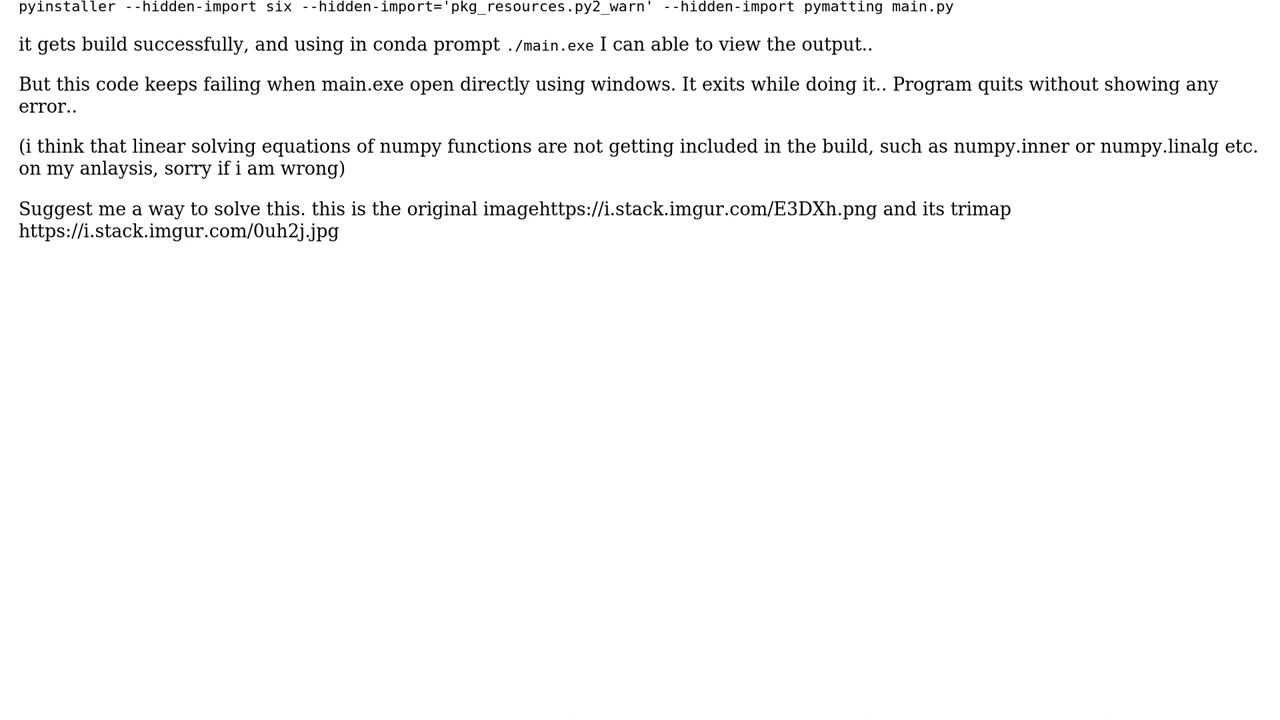 pyinstaller --hidden-import six --hidden-import='pkg_resources.py2_warn' --hidden-import pymatting main.py
it gets build successfully, and using in conda prompt ./main.exe I can able to view the output..
But this code keeps failing when main.exe open directly using windows. It exits while doing it.. Program quits without showing any
error..
(i think that linear solving equations of numpy functions are not getting included in the build, such as numpy.inner or numpy.linalg etc.
on my anlaysis, sorry if i am wrong)
Suggest me a way to solve this. this is the original imagehttps://i.stack.imgur.com/E3DXh.png and its trimap
https://i.stack.imgur.com/0uh2j.jpg